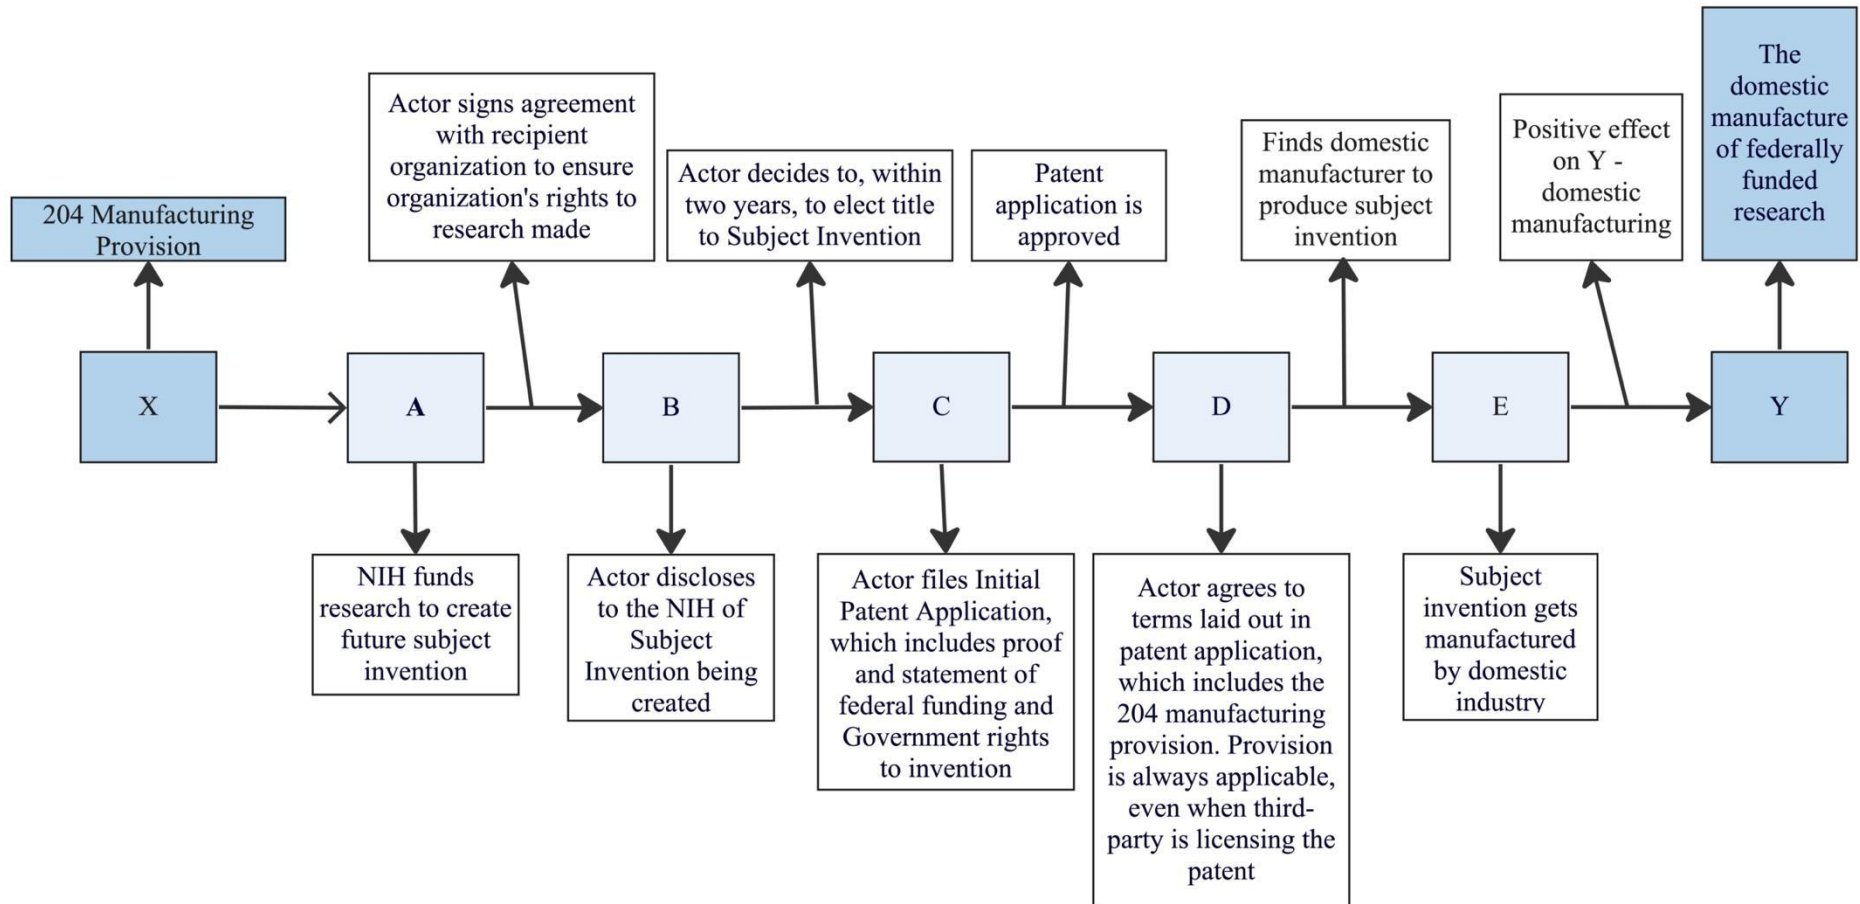 204 Manufacturing
Provision
Actor signs agreement
with recipient
organization to ensure
organization's rights to
research made
Actor decides to, within
two years, to elect title
to Subject Invention
Patent
application is
approved
Finds domestic
manufacturer to
produce subject
invention
Positive effect
on Y -
domestic
manufacturing
The
domestic
manufacture
of federally
funded
research
X
A
B
C
D
E
Y
NIH funds
research to create
future subject
invention
Actor discloses
to the NIH of
Subject
Invention being
created
Actor files Initial
Patent Application,
which includes proof
and statement of
federal funding and
Government rights
to invention
Actor agrees to
terms laid out in
patent application,
which includes the
204 manufacturing
provision. Provision
is always applicable,
even when third-
party is licensing the
patent
Subject
invention gets
manufactured
by domestic
industry